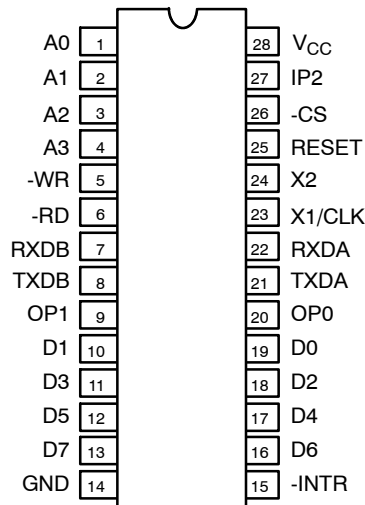 A0 1 28 VCC
A1 2 27 IP2
A2 3 26 -CS
A3 4 25 RESET
-WR 5 24 X2
-RD 6 23 X1/CLK
RXDB 7 22 RXDA
TXDB 8 21 TXDA
OP1 9 20 OP0
D1 10 19 D0
D3 11 18 D2
D5 12 17 D4
D7 13 16 D6
GND 14 15 -INTR